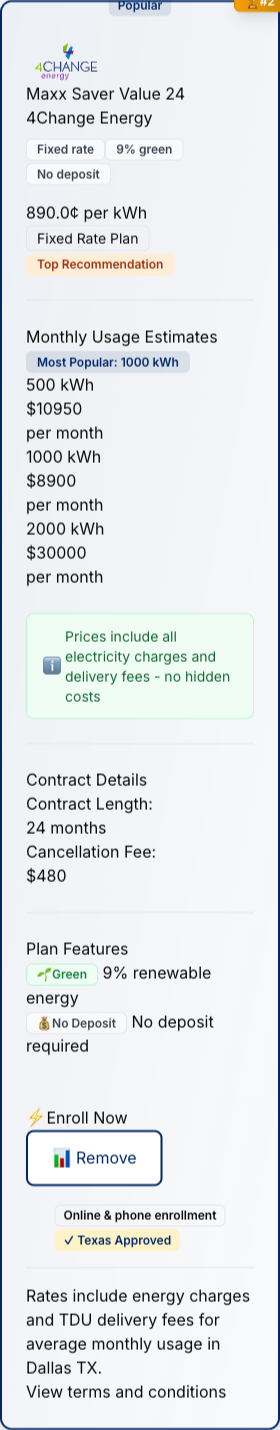 Popular
#2
4CHANGE
energy
Maxx Saver Value 24
4Change Energy
Fixed rate
9% green
No deposit
890.0¢ per kWh
Fixed Rate Plan
Top Recommendation
Monthly Usage Estimates
Most Popular: 1000 kWh
500 kWh
$10950
per month
1000 kWh
$8900
per month
2000 kWh
$30000
per month
Prices include all
electricity charges and
delivery fees - no hidden
costs
Contract Details
Contract Length:
24 months
Cancellation Fee:
$480
Plan Features
Green 9% renewable
energy
No Deposit No deposit
required
Enroll Now
Remove
Online & phone enrollment
✓ Texas Approved
Rates include energy charges
and TDU delivery fees for
average monthly usage in
Dallas TX.
View terms and conditions